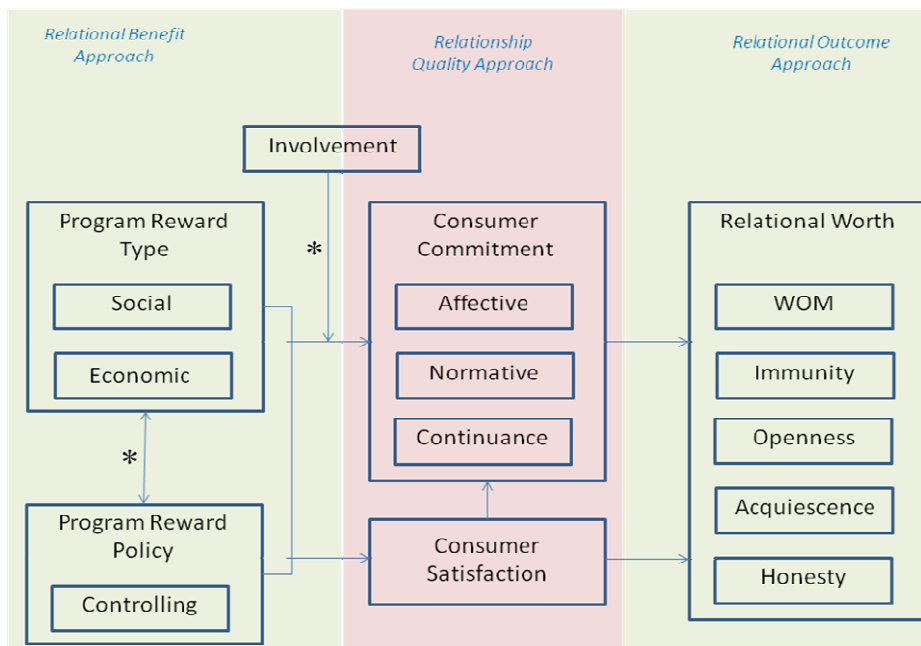 Relational Benefit
Approach
Relationship
Quality Approach
Relational Outcome
Approach
Involvement
Program Reward
Type
Social
Economic
*
*
Program Reward
Policy
Controlling
Consumer
Commitment
Affective
Normative
Continuance
Consumer
Satisfaction
Relational Worth
WOM
Immunity
Openness
Acquiescence
Honesty